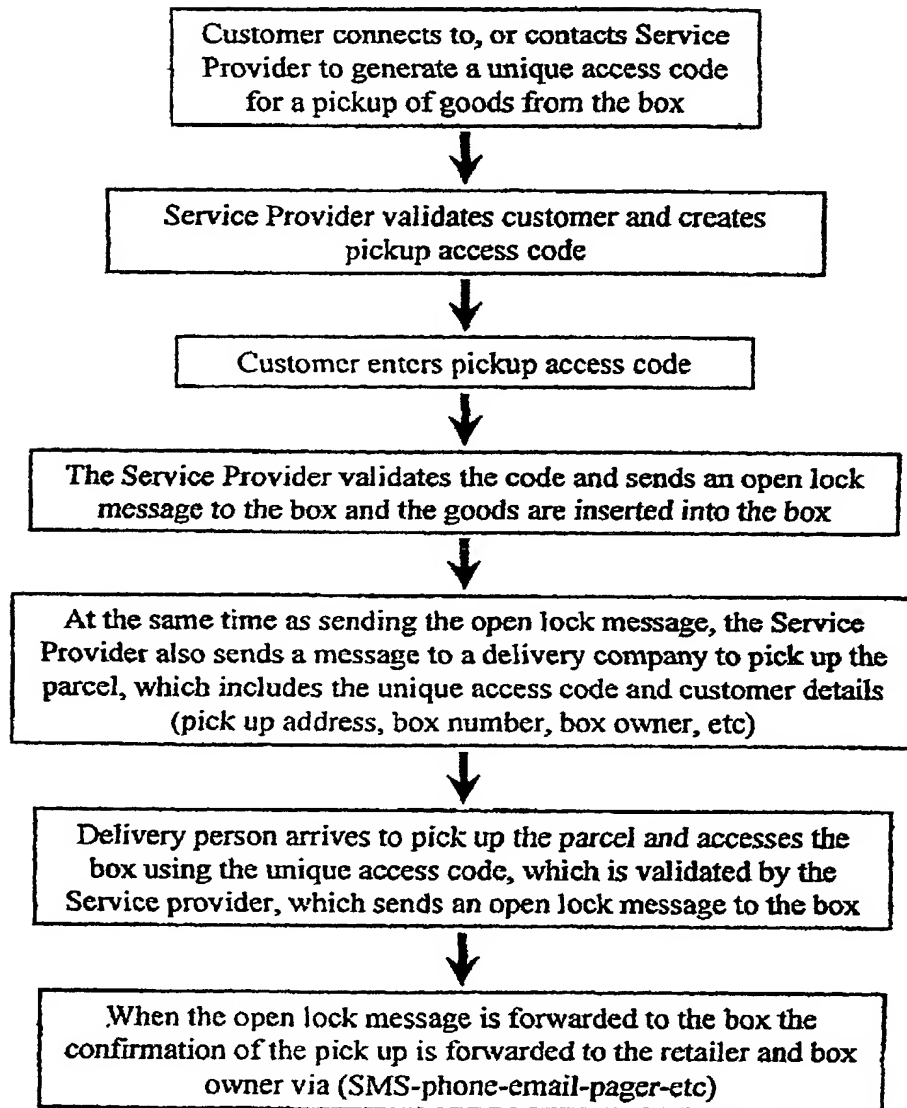 Customer connects to, or contacts Service
Provider to generate a unique access code
for a pickup of goods from the box
Service Provider validates customer and creates
pickup access code
Customer enters pickup access code
The Service Provider validates the code and sends an open lock
message to the box and the goods are inserted into the box
At the same time as sending the open lock message, the Service
Provider also sends a message to a delivery company to pick up the
parcel, which includes the unique access code and customer details
(pick up address, box number, box owner, etc)
Delivery person arrives to pick up the parcel and accesses the
box using the unique access code, which is validated by the
Service provider, which sends an open lock message to the box
When the open lock message is forwarded to the box the
confirmation of the pick up is forwarded to the retailer and box
owner via (SMS-phone-email-pager-etc)